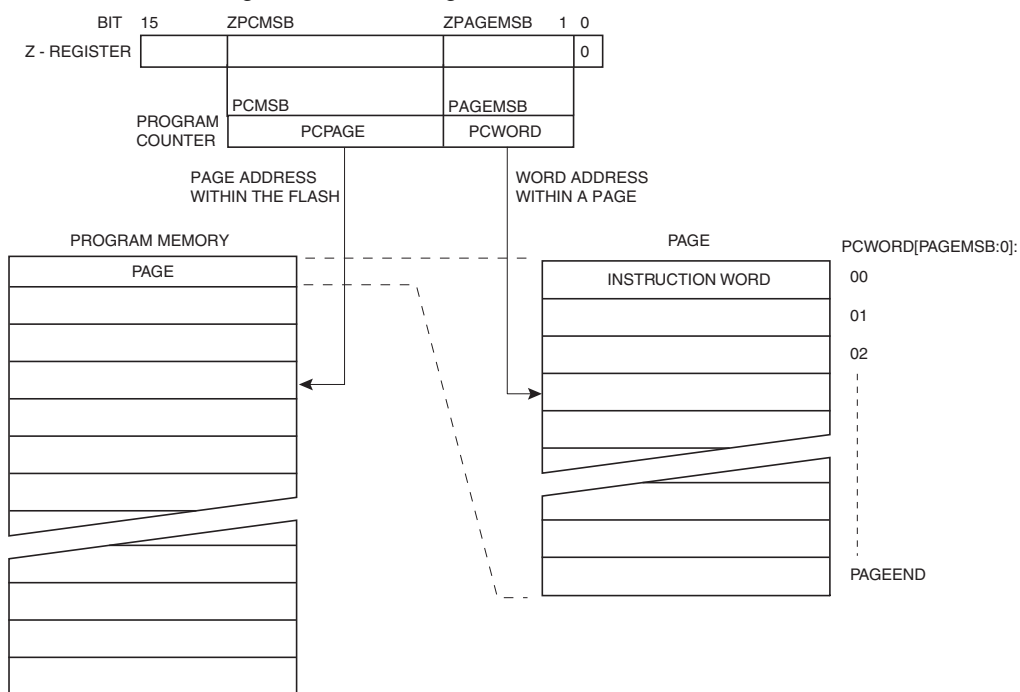 BIT 15 ZPCMSB ZPAGEMSB 1 0
Z - REGISTER 0
PCMSB PAGEMSB
PROGRAM
COUNTER
PCPAGE PCWORD
PAGE ADDRESS
WITHIN THE FLASH
WORD ADDRESS
WITHIN A PAGE
PROGRAM MEMORY
PAGE
PAGE
PCWORD[PAGEMSB:0]:
INSTRUCTION WORD
00
01
02
PAGEEND